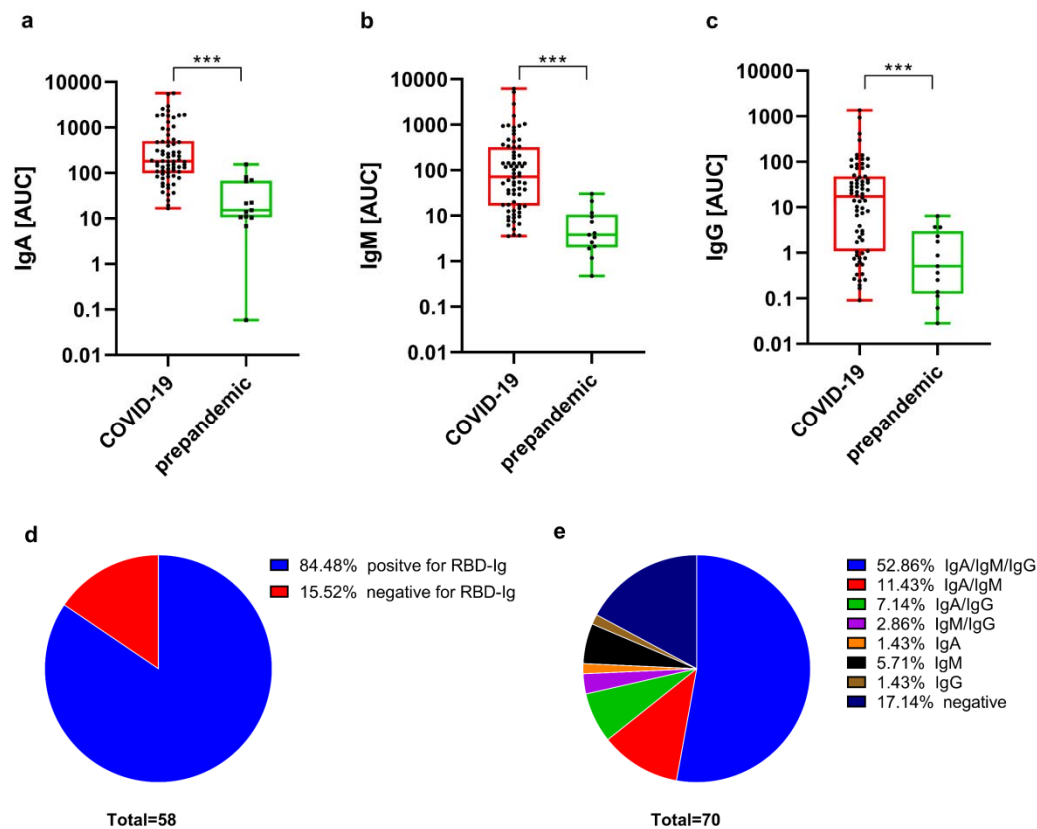 a
***
10000
1000
100
10
1
0.1
0.01
IgA [AUC]
COVID-19
prepandemic
b
***
10000
1000
100
10
1
0.1
0.01
IgM [AUC]
COVID-19
prepandemic
c
***
10000
1000
100
10
1
0.1
0.01
IgG [AUC]
COVID-19
prepandemic
d
84.48% positve for RBD-Ig
15.52% negative for RBD-Ig
Total=58
e
52.86% IgA/IgM/IgG
11.43% IgA/IgM
7.14% IgA/IgG
2.86% IgM/IgG
1.43% IgA
5.71% IgM
1.43% IgG
17.14% negative
Total=70